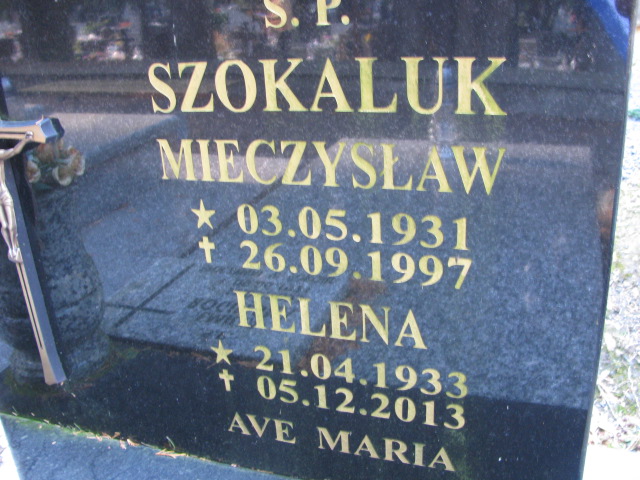 Ś. P.
SZOKALUK
MIECZYSŁAW
★ 03.05.1931
✝ 26.09.1997
HELENA
★ 21.04.1933
✝ 05.12.2013
AVE MARIA